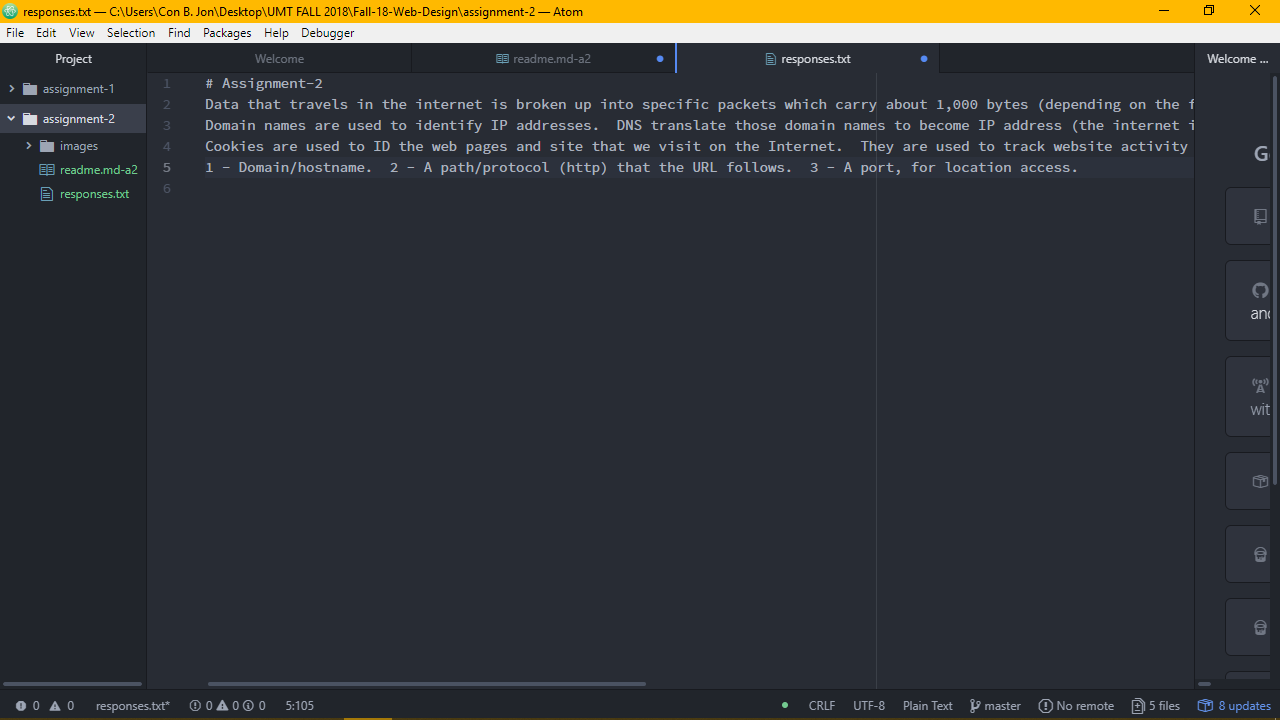 responses.txt — C:\Users\Con B. Jon\Desktop\UMT FALL 2018\Fall-18-Web-Design\assignment-2 — Atom
File Edit View Selection Find Packages Help Debugger
Project
Welcome
readme.md-a2
responses.txt
Welcome ...
assignment-1
assignment-2
images
readme.md-a2
responses.txt
1 # Assignment-2
2 Data that travels in the internet is broken up into specific packets which carry about 1,000 bytes (depending on the f
3 Domain names are used to identify IP addresses.  DNS translate those domain names to become IP address (the internet i
4 Cookies are used to ID the web pages and site that we visit on the Internet.  They are used to track website activity
5 1 - Domain/hostname.  2 - A path/protocol (http) that the URL follows.  3 - A port, for location access.
6
G
and
wit
0 0 responses.txt* 0 0 0 5:105
CRLF UTF-8 Plain Text master No remote 5 files 8 updates